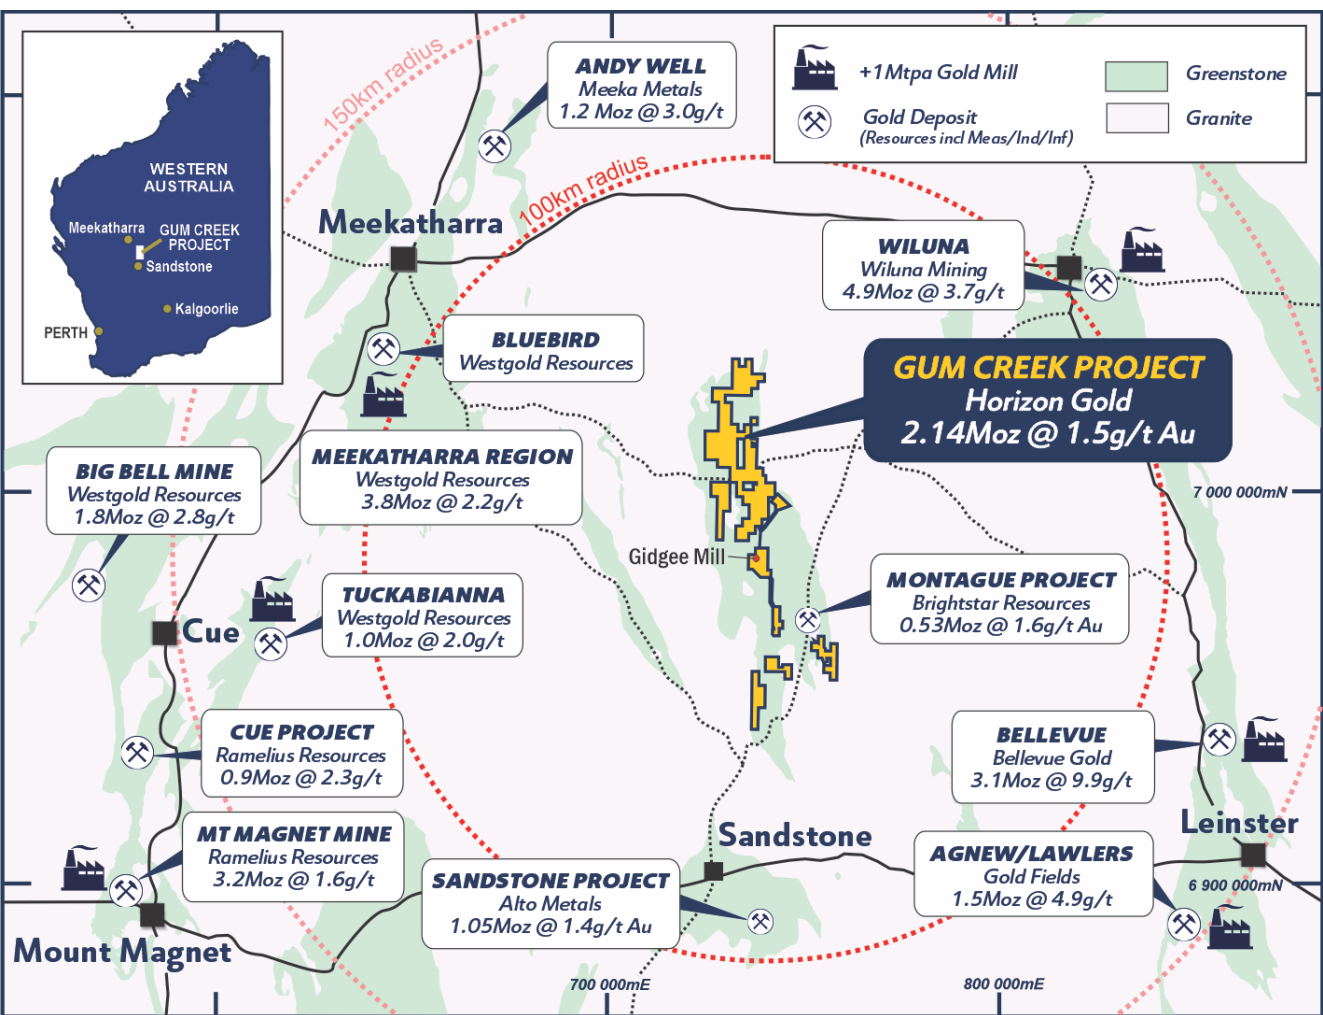 150km radius
ANDY WELL
Meeka Metals
1.2 Moz @ 3.0g/t
+1Mtpa Gold Mill
Gold Deposit
(Resources incl Meas/Ind/Inf)
Greenstone
Granite
WESTERN
AUSTRALIA
Meekatharra
GUM CREEK
PROJECT
Sandstone
Kalgoorlie
PERTH
100km radius
Meekatharra
WILUNA
Wiluna Mining
4.9Moz @ 3.7g/t
BLUEBIRD
Westgold Resources
GUM CREEK PROJECT
Horizon Gold
2.14Moz @ 1.5g/t Au
MEEKATHARRA REGION
Westgold Resources
3.8Moz @ 2.2g/t
BIG BELL MINE
Westgold Resources
1.8Moz @ 2.8g/t
7 000 000mN
Gidgee Mill
TUCKABIANNA
Westgold Resources
1.0Moz @ 2.0g/t
MONTAGUE PROJECT
Brightstar Resources
0.53Moz @ 1.6g/t Au
Cue
CUE PROJECT
Ramelius Resources
0.9Moz @ 2.3g/t
BELLEVUE
Bellevue Gold
3.1Moz @ 9.9g/t
MT MAGNET MINE
Ramelius Resources
3.2Moz @ 1.6g/t
Sandstone
Leinster
SANDSTONE PROJECT
Alto Metals
1.05Moz @ 1.4g/t Au
AGNEW/LAWLERS
Gold Fields
1.5Moz @ 4.9g/t
6 900 000mN
Mount Magnet
700 000mE
800 000mE